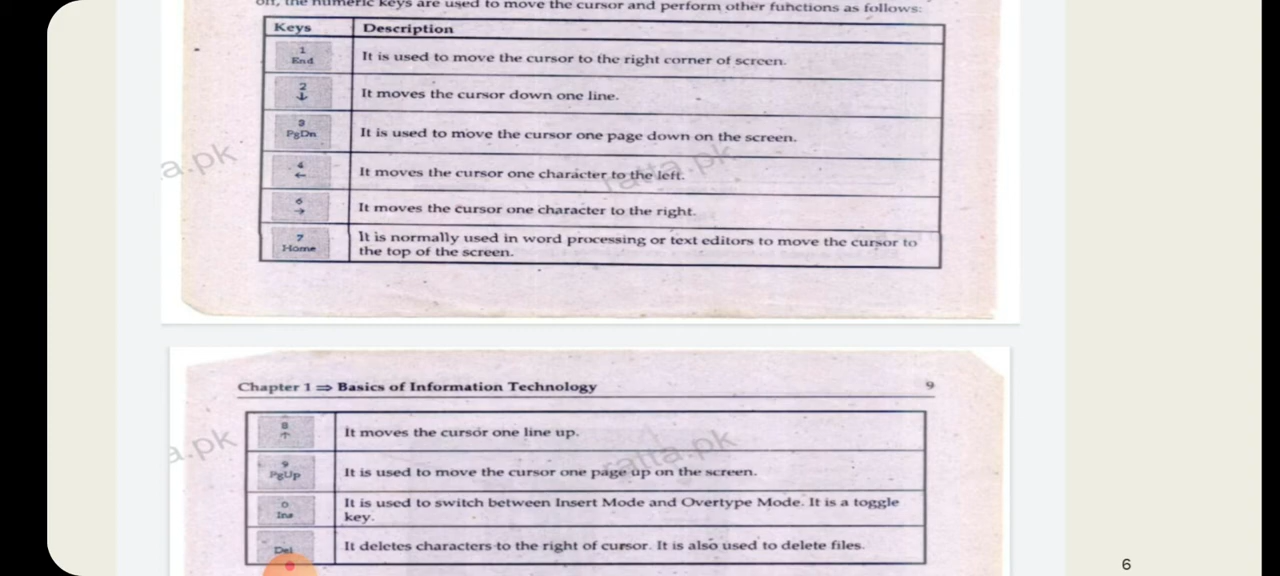 off, the numeric keys are used to move the cursor and perform other functions as follows:
Keys Description
1 End It is used to move the cursor to the right corner of screen.
2 ↓ It moves the cursor down one line.
3 PgDn It is used to move the cursor one page down on the screen.
a.pk
ratta.pk
4 ← It moves the cursor one character to the left.
6 → It moves the cursor one character to the right.
7 Home It is normally used in word processing or text editors to move the cursor to
the top of the screen.
Chapter 1 ⇒ Basics of Information Technology 9
8 ↑ It moves the cursor one line up.
a.pk
ratta.pk
9 PgUp It is used to move the cursor one page up on the screen.
0 Ins It is used to switch between Insert Mode and Overtype Mode. It is a toggle
key.
Del It deletes characters to the right of cursor. It is also used to delete files.
6